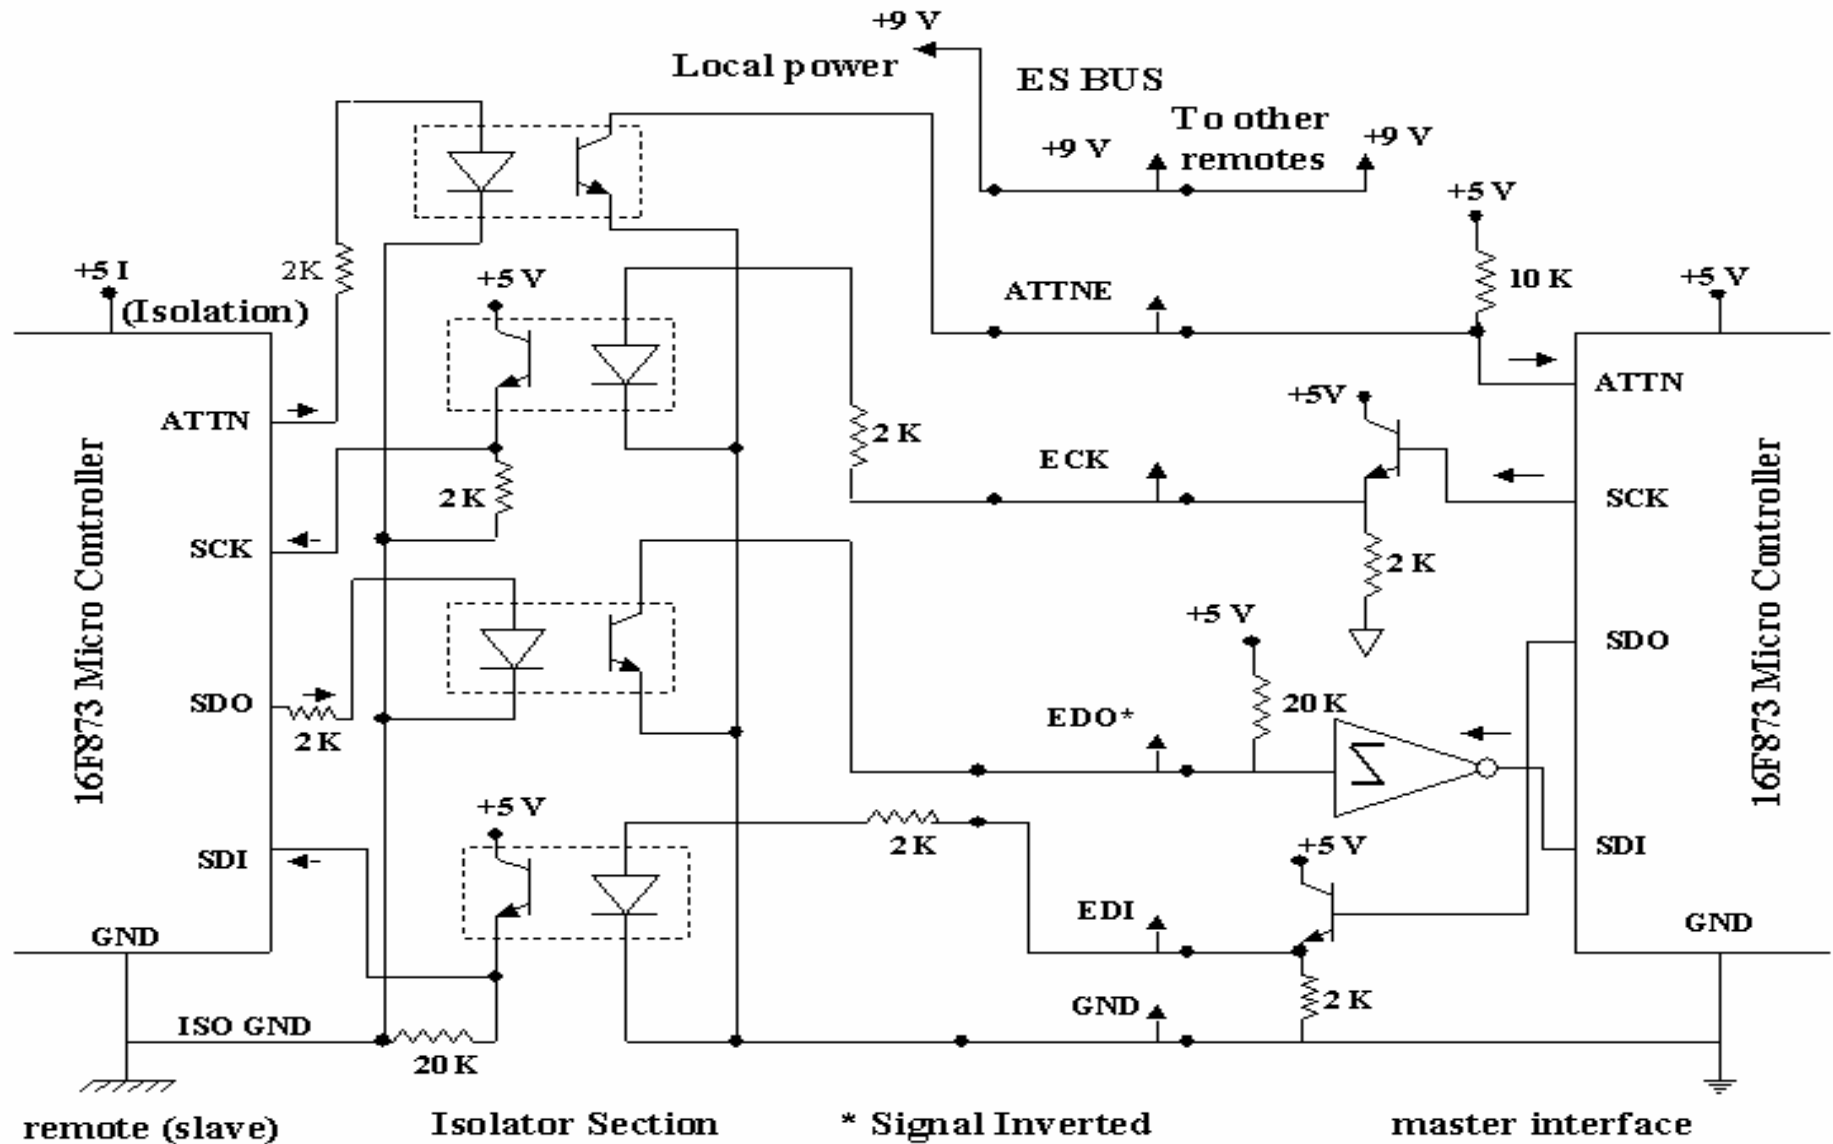 +9 V
Local power
ES BUS
To other
remotes
+9 V
+9 V
+5 V
+5 I
(Isolation)
2K
+5 V
ATTNE
10 K
+5 V
ATTN
ATTN
+5V
2 K
ECK
2 K
SCK
SCK
2 K
+5 V
SDO
SDO
2 K
EDO*
20 K
+5 V
2 K
SDI
SDI
+5 V
EDI
GND
GND
GND
2 K
ISO GND
20 K
16F873 Micro Controller
16F873 Micro Controller
remote (slave)
Isolator Section
* Signal Inverted
master interface